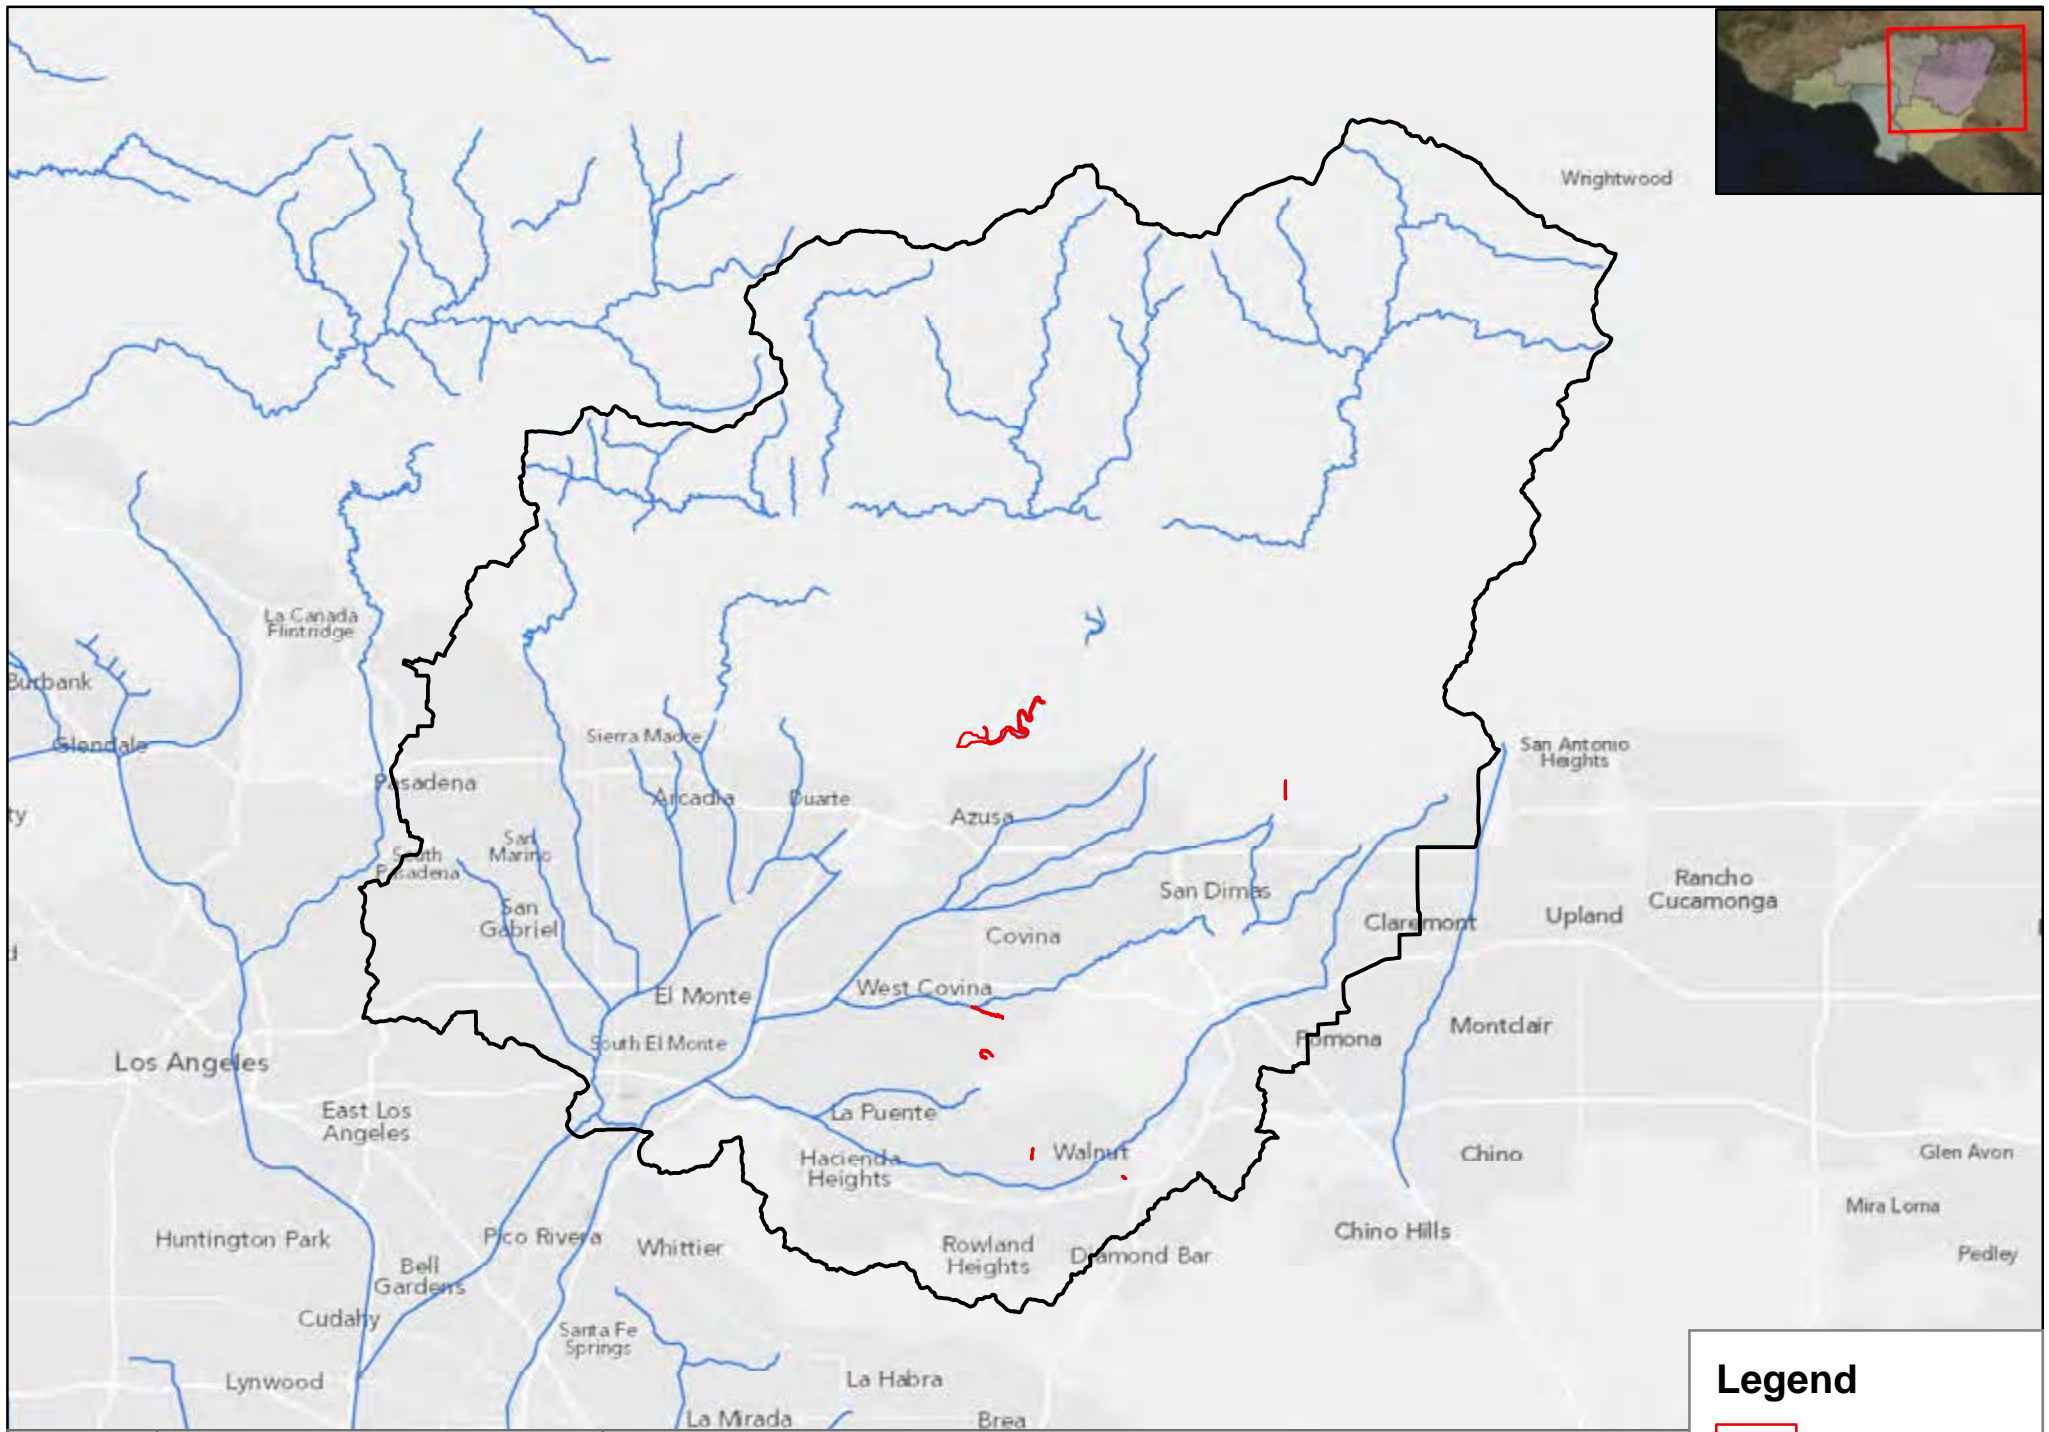 Wrightwood
La Canada
Flintridge
Burbank
Glendale
Sierra Madre
San Antonio
Heights
Pasadena
Arcadia
Duarte
Azusa
ty
South
Pasadena
San
Marino
San Dimas
Rancho
Cucamonga
San
Gabriel
Covina
Claremont
Upland
d
El Monte
West Covina
South El Monte
Pomona
Montclair
Los Angeles
East Los
Angeles
La Puente
Hacienda
Heights
Walnut
Chino
Glen Avon
Mira Loma
Huntington Park
Pico Rivera
Whittier
Rowland
Heights
Diamond Bar
Chino Hills
Pedley
Bell
Gardens
Cudahy
Santa Fe
Springs
Lynwood
La Habra
La Mirada
Brea
Legend